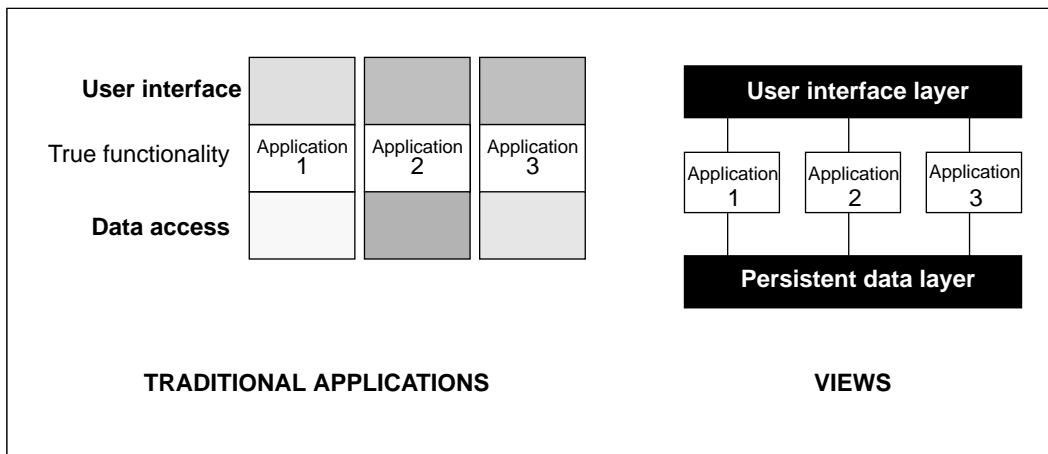 User interface
True functionality
Data access
Application
1
Application
2
Application
3
TRADITIONAL APPLICATIONS
User interface layer
Application
1
Application
2
Application
3
Persistent data layer
VIEWS